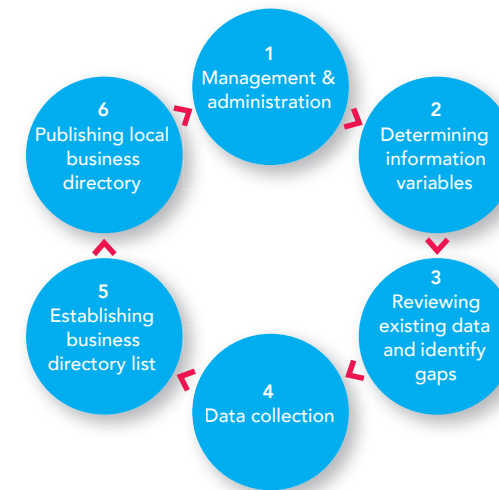 1
Management &
administration
2
Determining
information
variables
3
Reviewing
existing data
and identify
gaps
4
Data collection
5
Establishing
business
directory list
6
Publishing local
business
directory